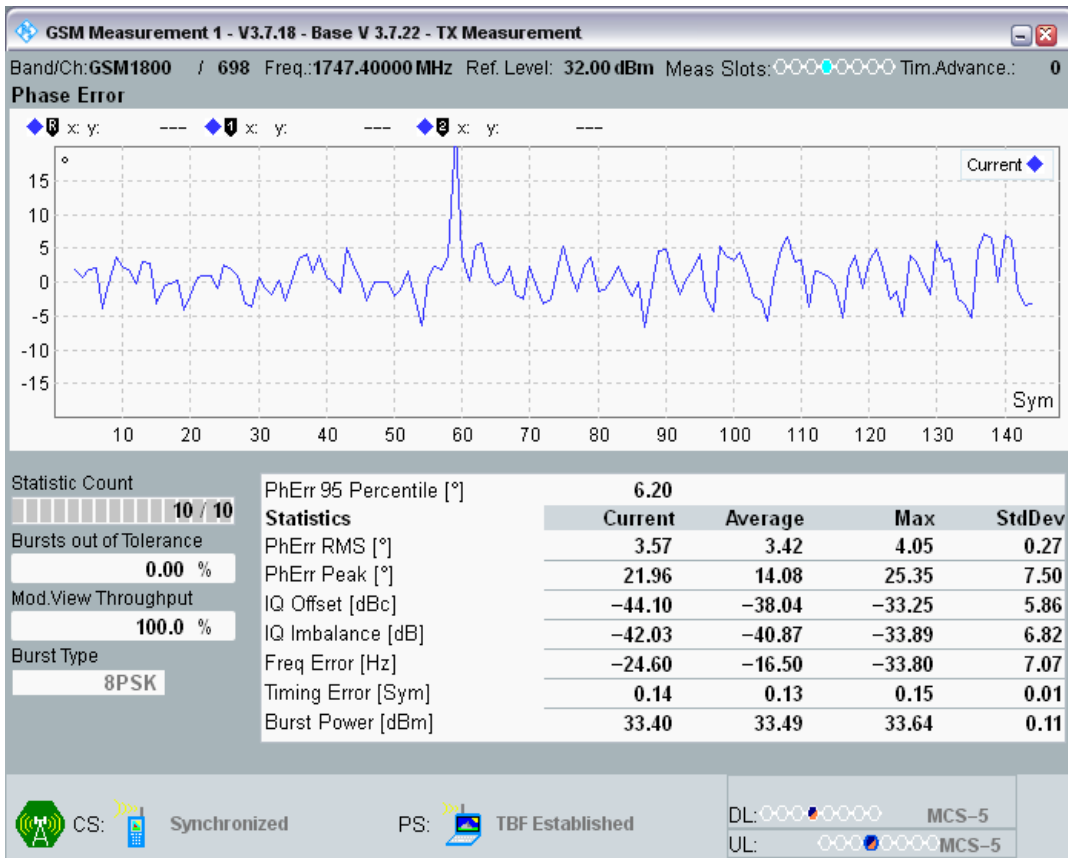 GSM Measurement 1 - V3.7.18 - Base V 3.7.22 - TX Measurement
Band/Ch:GSM1800 / 698 Freq.:1747.40000 MHz Ref. Level: 32.00 dBm Meas Slots: Tim.Advance.: 0
Phase Error
R x: y: --- 1 x: y: --- 2 x: y: ---
° Current
15
10
5
0
-5
-10
-15
Sym
10 20 30 40 50 60 70 80 90 100 110 120 130 140
Statistic Count
10 / 10
Bursts out of Tolerance
0.00 %
Mod.View Throughput
100.0 %
Burst Type
8PSK
PhErr 95 Percentile [°] 6.20
Statistics Current Average Max StdDev
PhErr RMS [°] 3.57 3.42 4.05 0.27
PhErr Peak [°] 21.96 14.08 25.35 7.50
IQ Offset [dBc] −44.10 −38.04 −33.25 5.86
IQ Imbalance [dB] −42.03 −40.87 −33.89 6.82
Freq Error [Hz] −24.60 −16.50 −33.80 7.07
Timing Error [Sym] 0.14 0.13 0.15 0.01
Burst Power [dBm] 33.40 33.49 33.64 0.11
CS: Synchronized PS: TBF Established
DL: MCS−5
UL: MCS−5